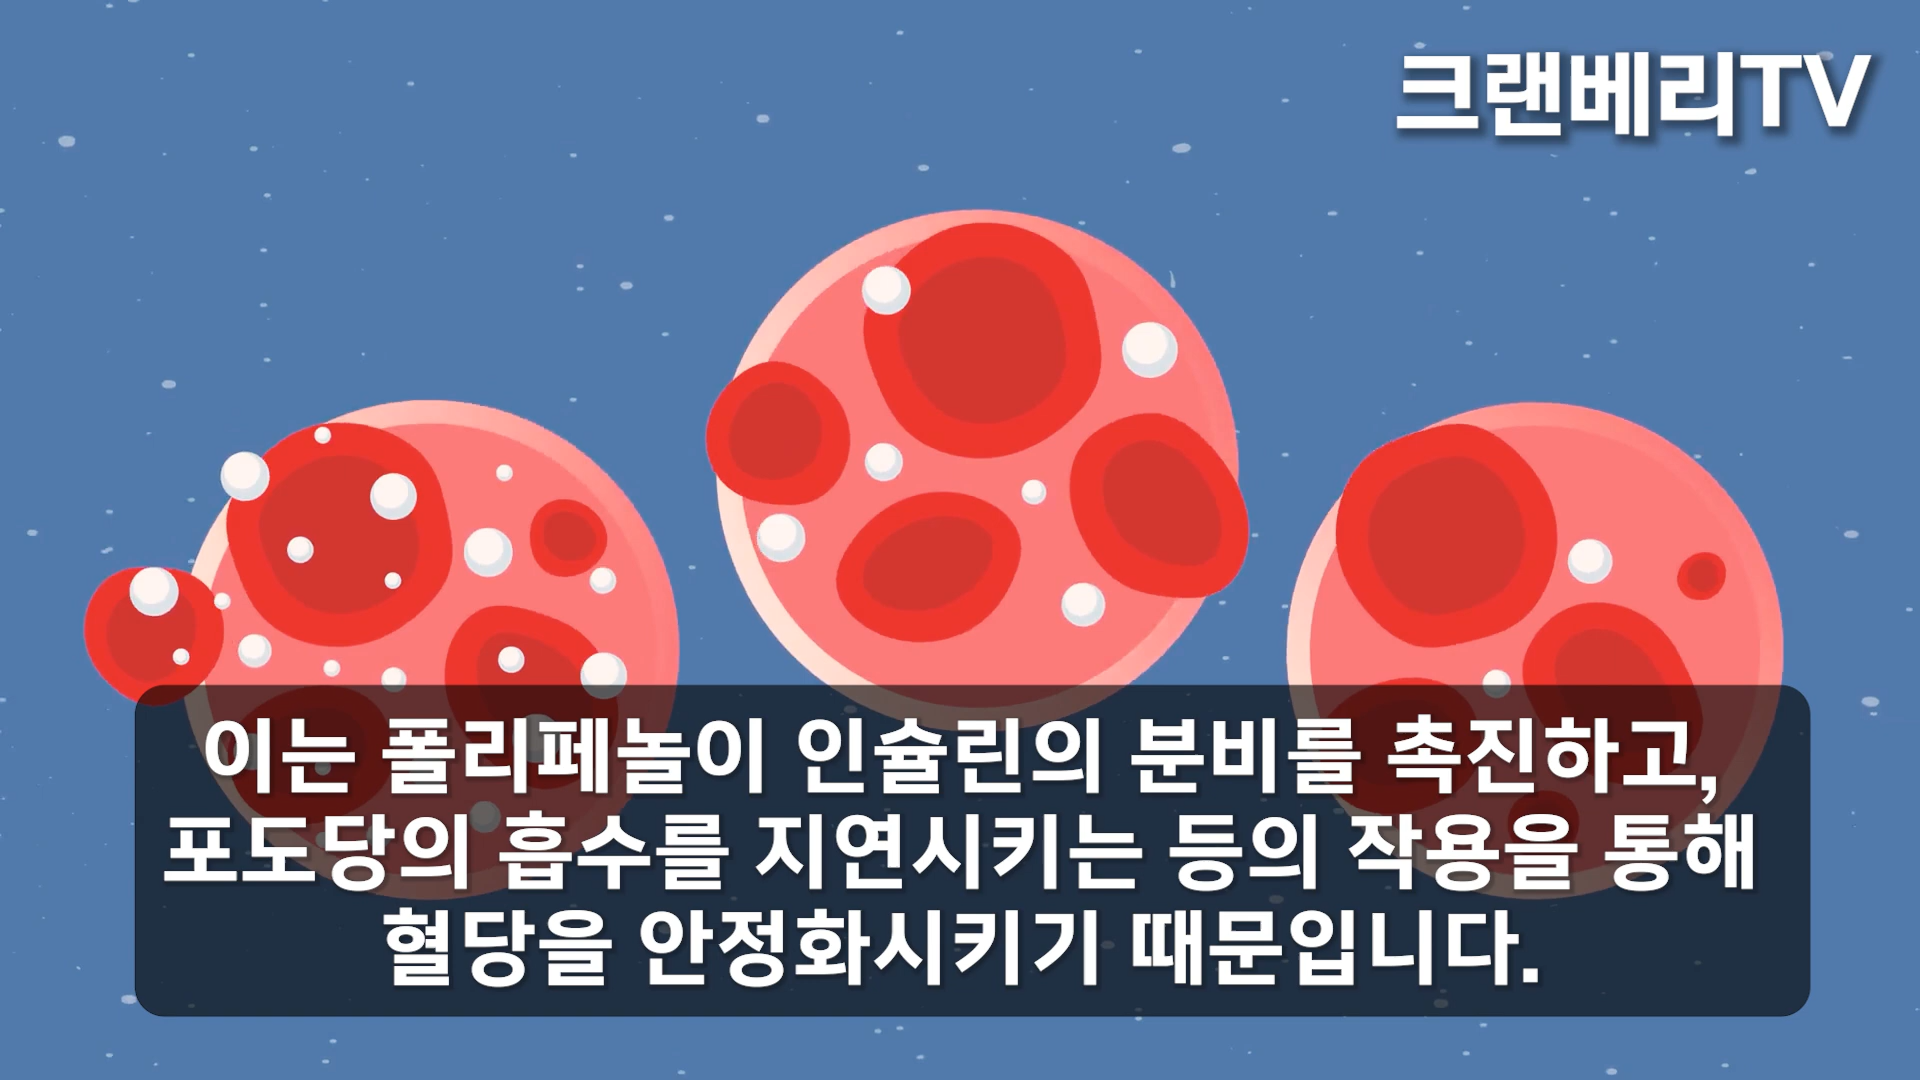 크랜베리TV
이는 폴리페놀이 인슐린의 분비를 촉진하고,
포도당의 흡수를 지연시키는 등의 작용을 통해
혈당을 안정화시키기 때문입니다.